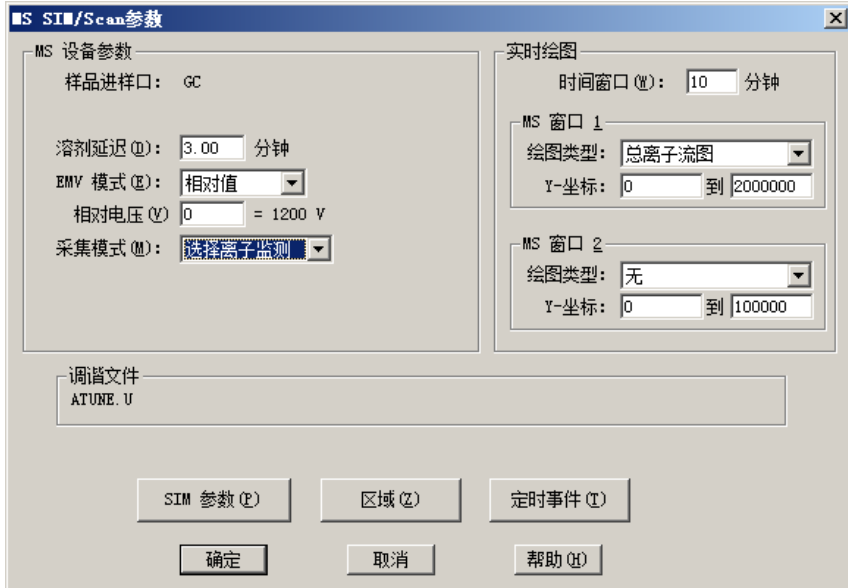 MS SIM/Scan参数
MS 设备参数
样品进样口： GC
溶剂延迟(D)： 3.00 分钟
EMV 模式(E)： 相对值
相对电压(V) 0 = 1200 V
采集模式(M)： 选择离子监测
实时绘图
时间窗口(W)： 10 分钟
MS 窗口 1
绘图类型： 总离子流图
Y-坐标： 0 到 2000000
MS 窗口 2
绘图类型： 无
Y-坐标： 0 到 100000
调谐文件
ATUNE.U
SIM 参数(P) 区域(Z) 定时事件(T)
确定 取消 帮助(H)